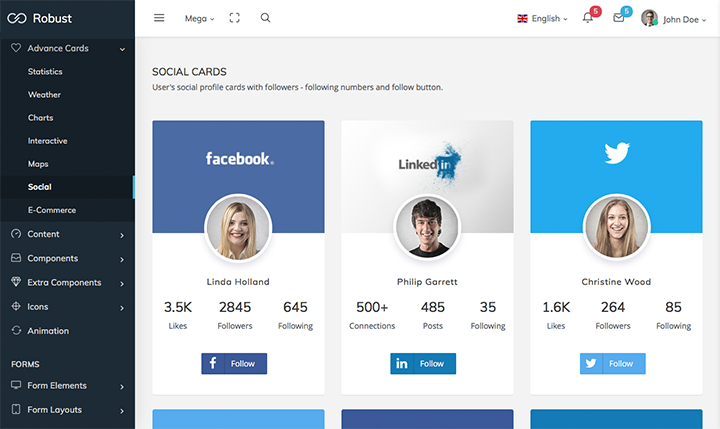 Robust
Mega
English
5
5
John Doe
Advance Cards
Statistics
Weather
Charts
Interactive
Maps
Social
E-Commerce
Content
Components
Extra Components
Icons
Animation
FORMS
Form Elements
Form Layouts
SOCIAL CARDS
User's social profile cards with followers - following numbers and follow button.
facebook®
Linda Holland
3.5K 2845 645
Likes Followers Following
f Follow
Linked in
Philip Garrett
500+ 485 35
Connections Posts Following
in Follow
Christine Wood
1.6K 264 85
Likes Followers Following
Follow